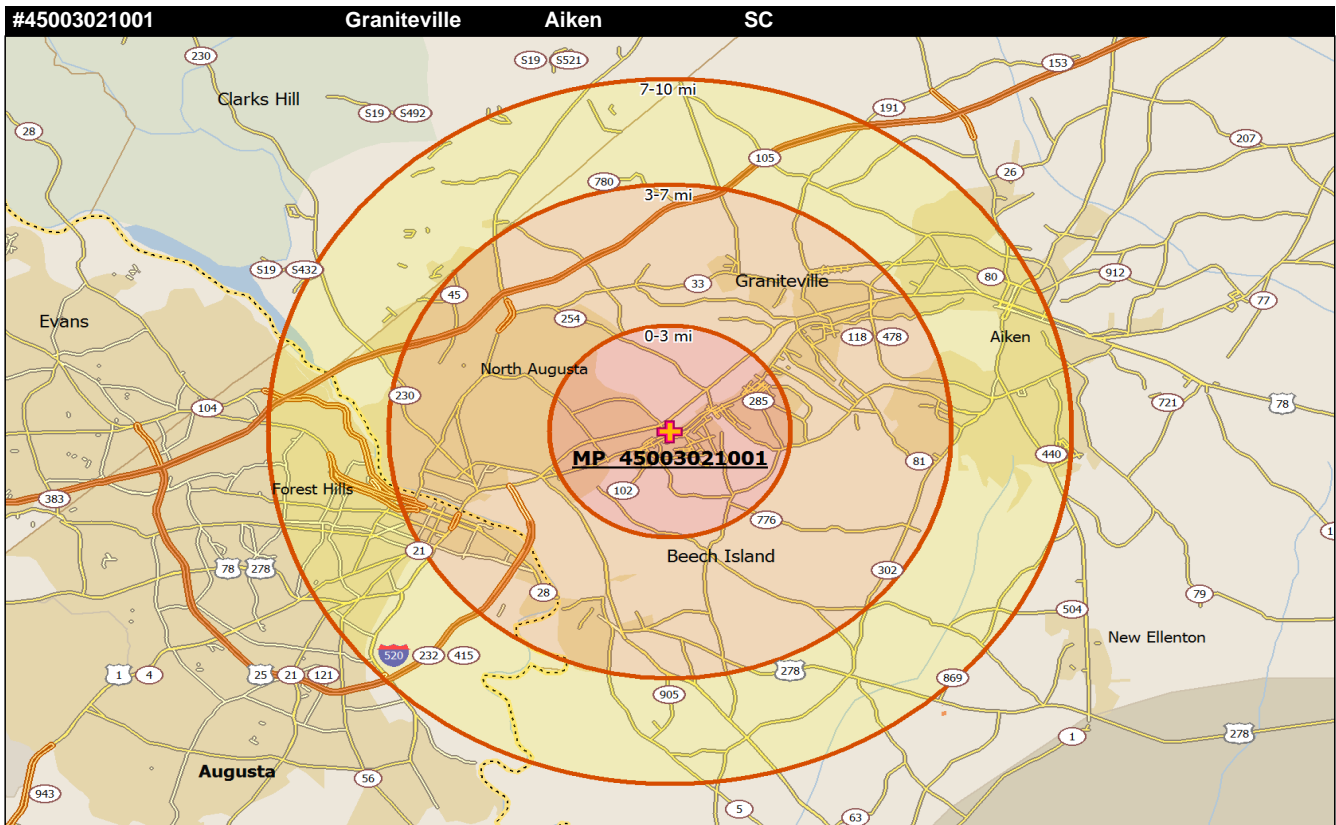 #45003021001 Graniteville Aiken SC
230
S19 S521
153
7-10 mi
Clarks Hill
S19 S492
191
28
207
105
26
780
3-7 mi
S19 S432
80
912
33
Graniteville
45
77
Evans
254
0-3 mi
118 478
Aiken
North Augusta
230
285
721
78
104
MP 45003021001
440
81
Forest Hills
102
383
776
1
21
Beech Island
78 278
302
28
79
504
New Ellenton
520 232 415
1 4
25 21 121
278
869
905
278
1
Augusta
56
943
5
63